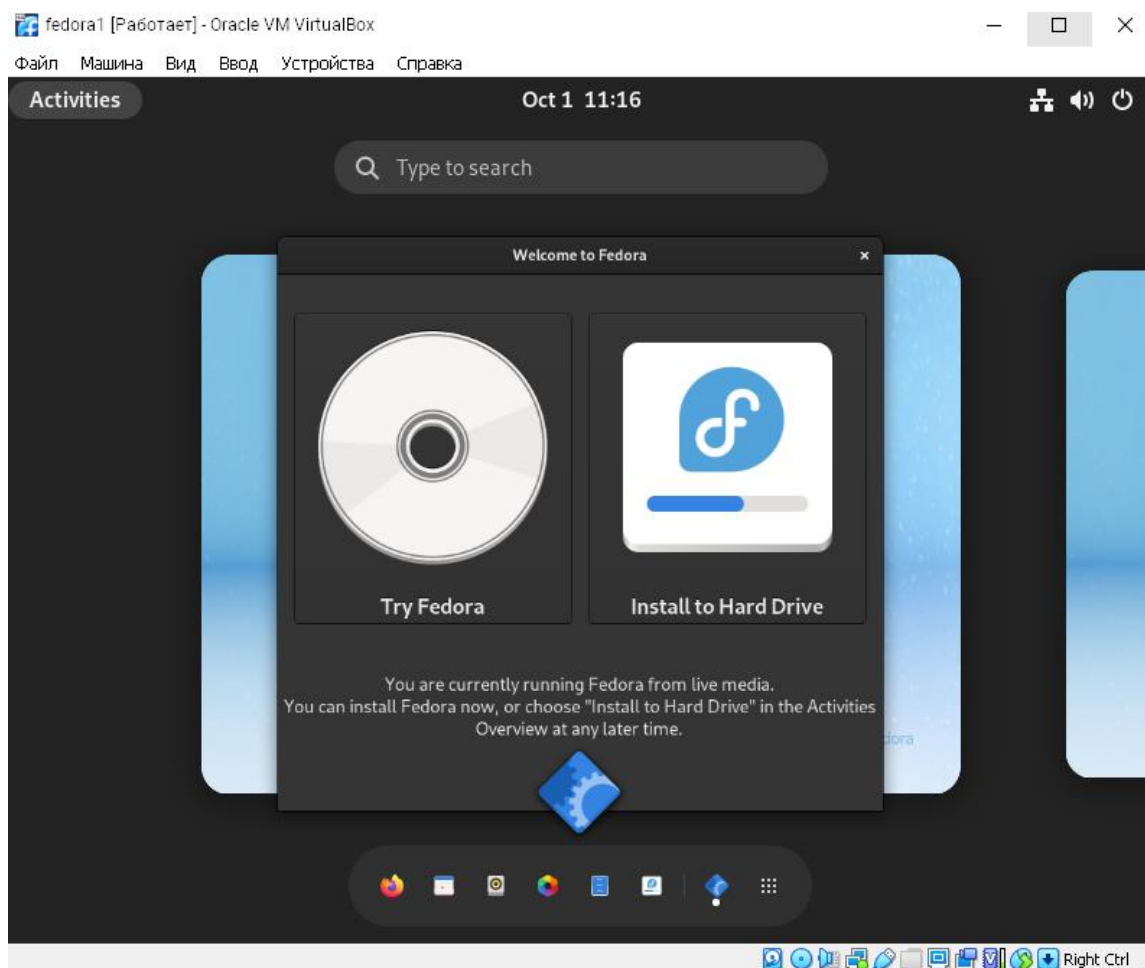 fedora1 [Работает] - Oracle VM VirtualBox
Файл Машина Вид Ввод Устройства Справка
Activities Oct 1 11:16
Type to search
Welcome to Fedora
Try Fedora Install to Hard Drive
You are currently running Fedora from live media.
You can install Fedora now, or choose "Install to Hard Drive" in the Activities
Overview at any later time.
dora
Right Ctrl